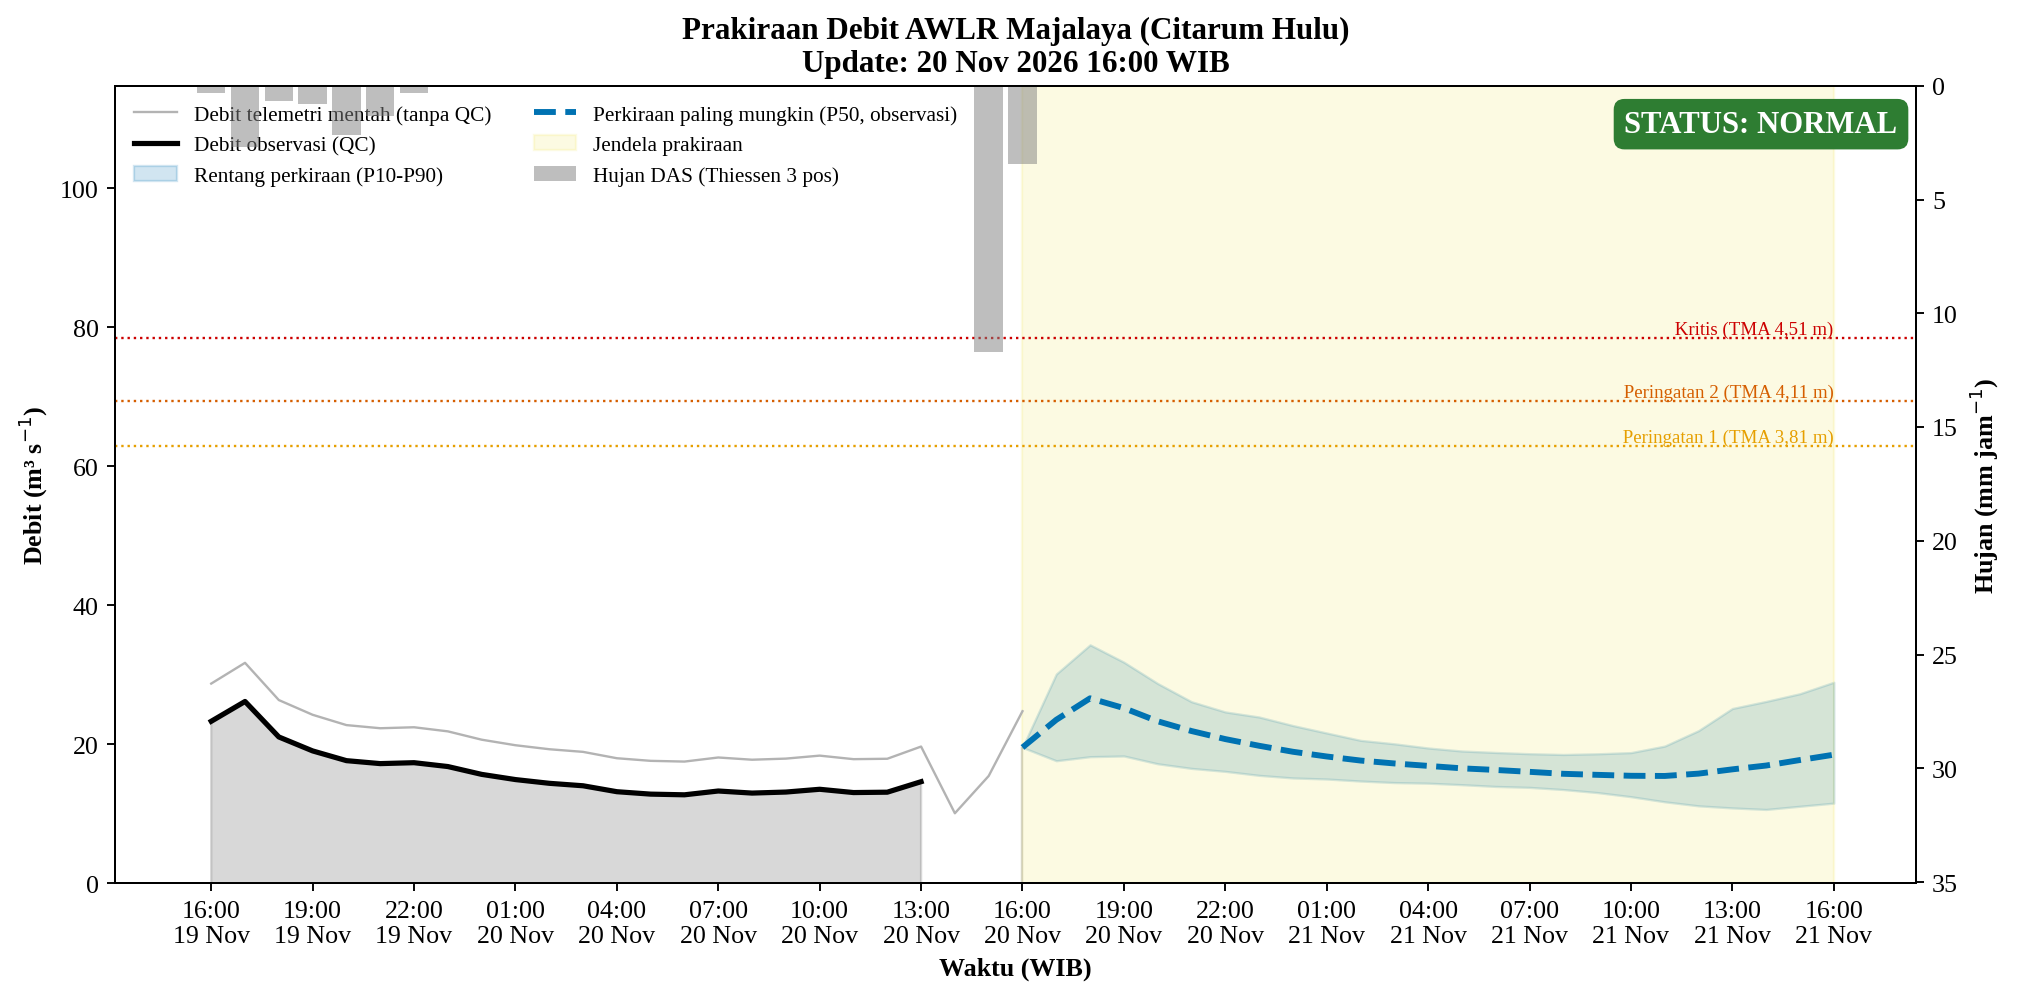 Prakiraan Debit AWLR Majalaya (Citarum Hulu)
Update: 20 Nov 2026 16:00 WIB
Debit telemetri mentah (tanpa QC)
Debit observasi (QC)
Rentang perkiraan (P10-P90)
Perkiraan paling mungkin (P50, observasi)
Jendela prakiraan
Hujan DAS (Thiessen 3 pos)
STATUS: NORMAL
Kritis (TMA 4,51 m)
Peringatan 2 (TMA 4,11 m)
Peringatan 1 (TMA 3,81 m)
Debit (m³ s⁻¹)
100
80
60
40
20
0
Hujan (mm jam⁻¹)
0
5
10
15
20
25
30
35
16:00 19:00 22:00 01:00 04:00 07:00 10:00 13:00 16:00 19:00 22:00 01:00 04:00 07:00 10:00 13:00 16:00
19 Nov 19 Nov 19 Nov 20 Nov 20 Nov 20 Nov 20 Nov 20 Nov 20 Nov 20 Nov 20 Nov 21 Nov 21 Nov 21 Nov 21 Nov 21 Nov 21 Nov
Waktu (WIB)